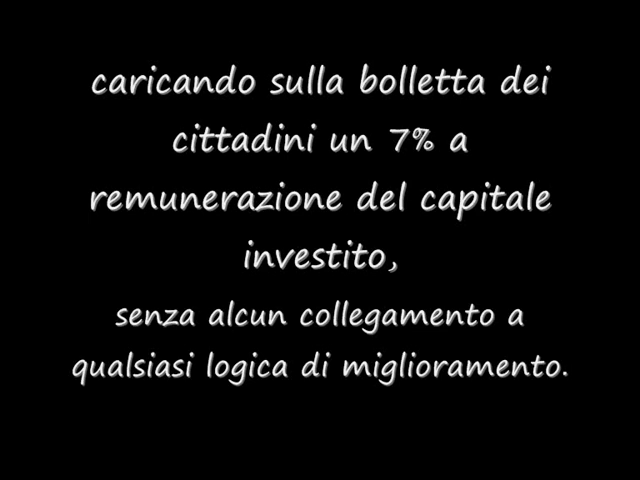 caricando sulla bolletta dei
cittadini un 7% a
remunerazione del capitale
investito,
senza alcun collegamento a
qualsiasi logica di miglioramento.